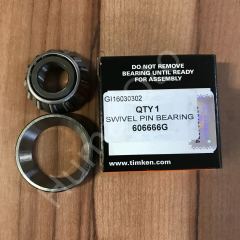 DO NOT REMOVE
BEARING UNTIL READY
FOR ASSEMBLY
GI16030302
QTY 1
SWIVEL PIN BEARING
606666G
www.timken.com